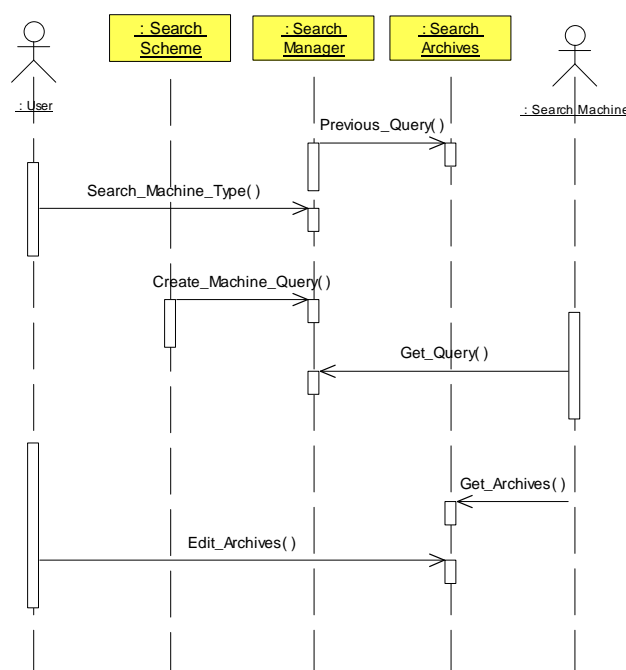 : Search
Scheme
: Search
Manager
: Search
Archives
: User
: Search Machine
Previous_Query()
Search_Machine_Type()
Create_Machine_Query()
Get_Query()
Get_Archives()
Edit_Archives()